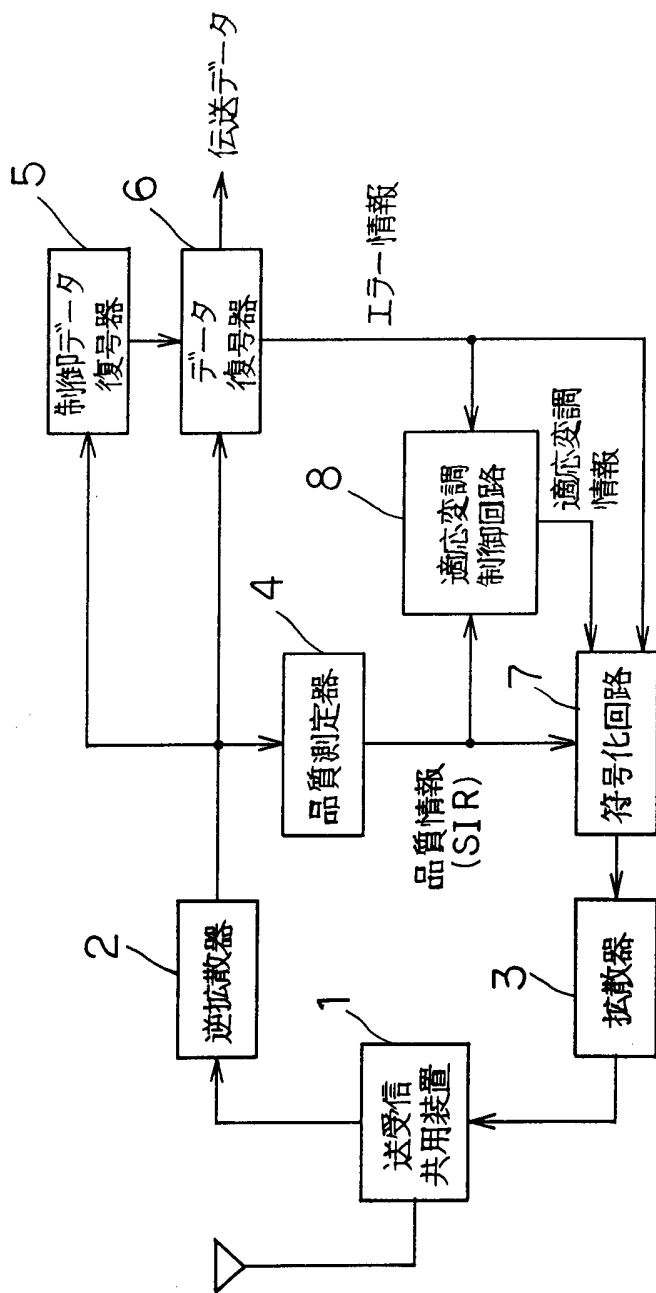 送受信
共用装置
1
逆拡散器
2
拡散器
3
品質測定器
4
品質情報
(SIR)
制御データ
復号器
5
データ
復号器
6
伝送データ
エラー情報
適応変調
制御回路
8
適応変調
情報
符号化回路
7